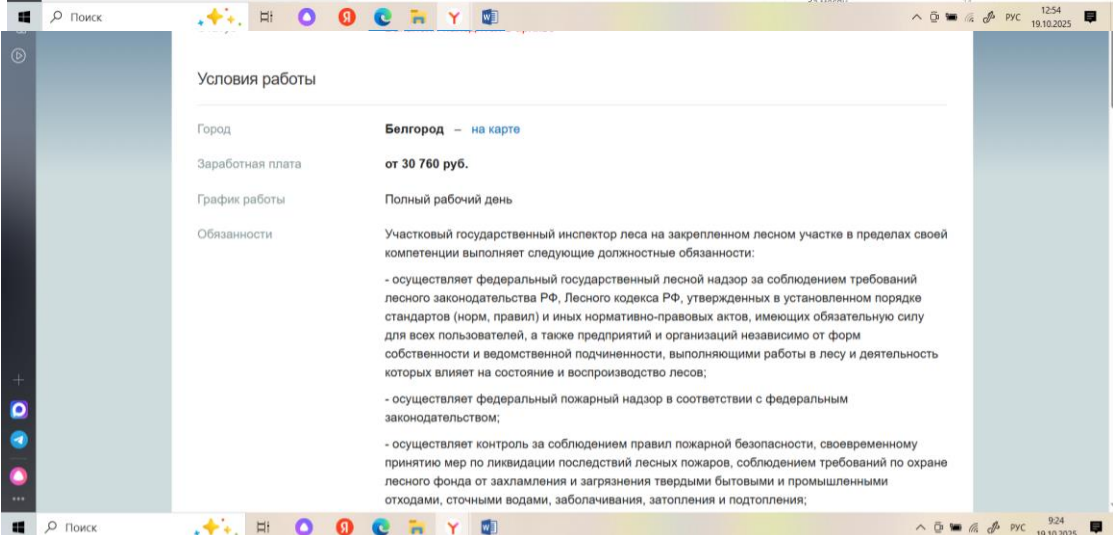 Поиск
РУС
12:54
19.10.2025
Условия работы
Город
Белгород – на карте
Заработная плата
от 30 760 руб.
График работы
Полный рабочий день
Обязанности
Участковый государственный инспектор леса на закрепленном лесном участке в пределах своей
компетенции выполняет следующие должностные обязанности:
- осуществляет федеральный государственный лесной надзор за соблюдением требований
лесного законодательства РФ, Лесного кодекса РФ, утвержденных в установленном порядке
стандартов (норм, правил) и иных нормативно-правовых актов, имеющих обязательную силу
для всех пользователей, а также предприятий и организаций независимо от форм
собственности и ведомственной подчиненности, выполняющими работы в лесу и деятельность
которых влияет на состояние и воспроизводство лесов;
- осуществляет федеральный пожарный надзор в соответствии с федеральным
законодательством;
- осуществляет контроль за соблюдением правил пожарной безопасности, своевременному
принятию мер по ликвидации последствий лесных пожаров, соблюдением требований по охране
лесного фонда от захламления и загрязнения твердыми бытовыми и промышленными
отходами, сточными водами, заболачивания, затопления и подтопления;
Поиск
РУС
9:24
19.10.2025